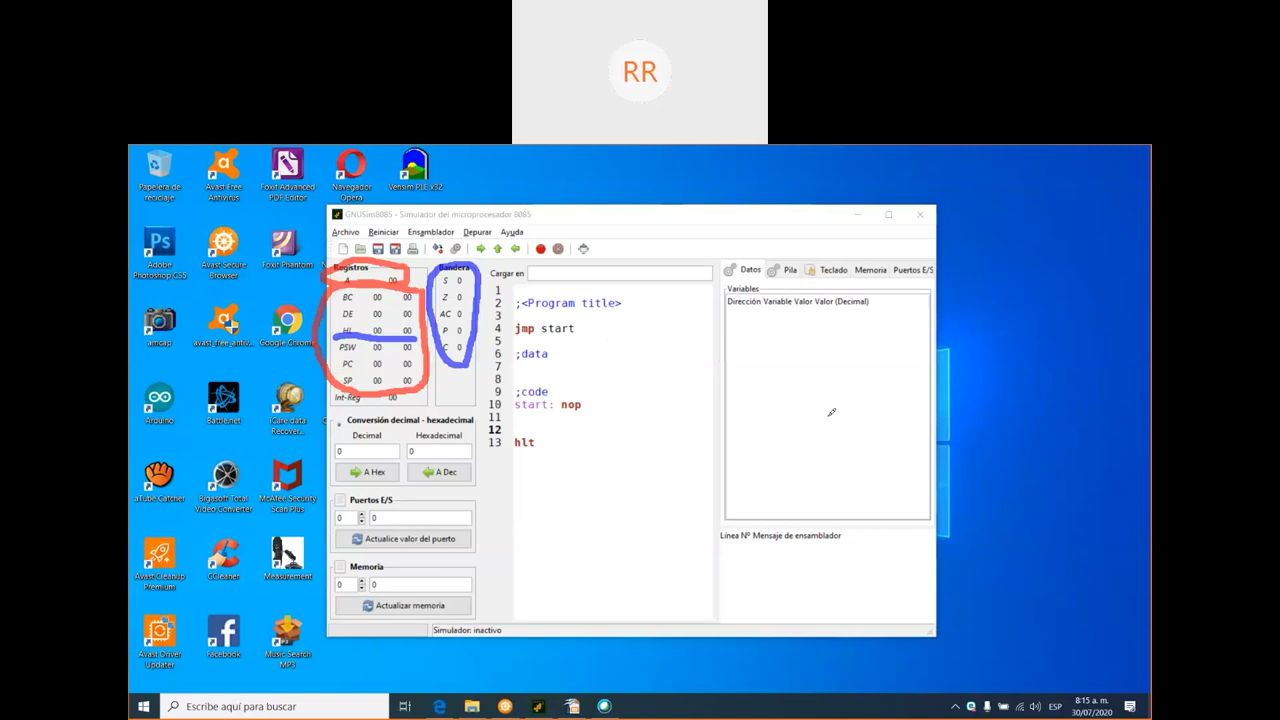 RR
Papelera de reciclaje
Avast Free Antivirus
Foxit Advanced PDF Editor
Navegador Opera
Vensim PLE x32
Adobe Photoshop CS5
Avast Secure Browser
Foxit Phantom
amcap
avast_free_antiv...
Google Chrome
Arduino
Battle.net
iCare data Recover...
aTube Catcher
Bigasoft Total Video Converter
McAfee Security Scan Plus
Avast Cleanup Premium
CCleaner
Measurement
Avast Driver Updater
Facebook
Music Search MP3
GNUSim8085 - Simulador del microprocesador 8085
Archivo Reiniciar Ensamblador Depurar Ayuda
Registros
A 00
BC 00 00
DE 00 00
HL 00 00
PSW 00 00
PC 00 00
SP 00 00
Int-Reg 00
Bandera
S 0
Z 0
AC 0
P 0
C 0
Conversión decimal - hexadecimal
Decimal Hexadecimal
0 0
A Hex A Dec
Puertos E/S
0 0
Actualice valor del puerto
Memoria
0 0
Actualizar memoria
Cargar en
1
2 ;<Program title>
3
4 jmp start
5
6 ;data
7
8
9 ;code
10 start: nop
11
12
13 hlt
Datos Pila Teclado Memoria Puertos E/S
Variables
Dirección Variable Valor Valor (Decimal)
Línea Nº Mensaje de ensamblador
Simulador: inactivo
Escribe aquí para buscar
ESP
8:15 a. m.
30/07/2020